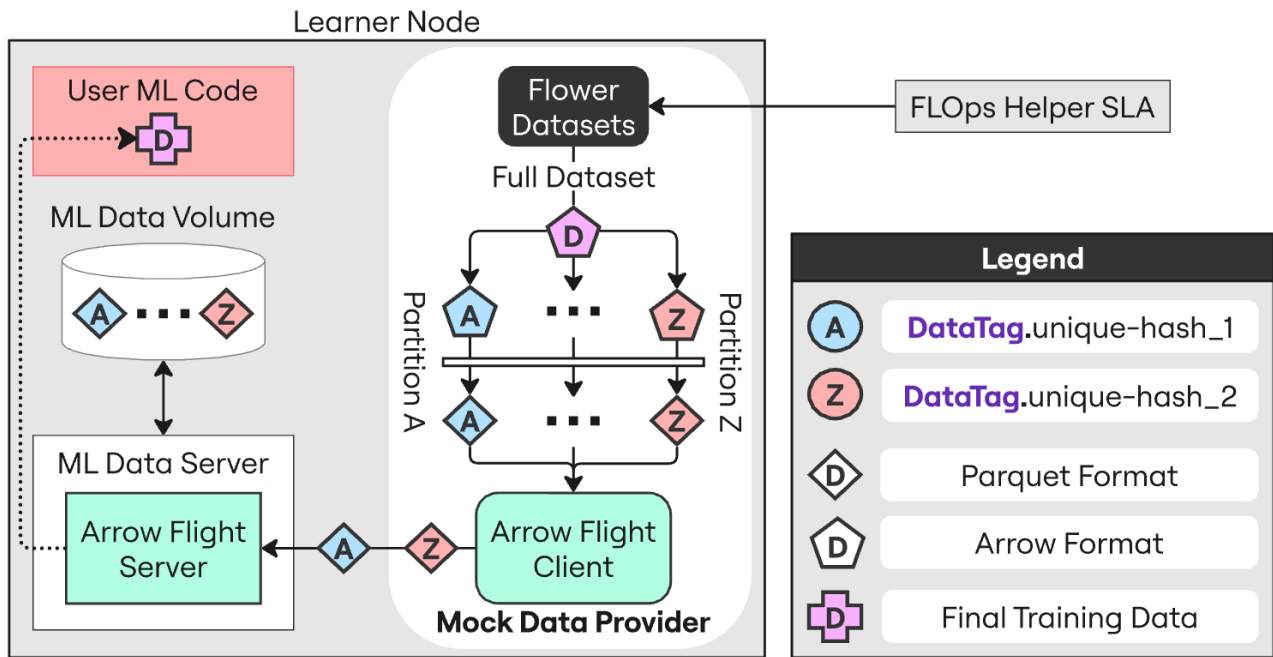 Learner Node
User ML Code
D
Flower
Datasets
FLOps Helper SLA
Full Dataset
D
ML Data Volume
A
Z
Partition A
A
Z
Partition Z
A
Z
ML Data Server
Arrow Flight
Server
A
Z
Arrow Flight
Client
Mock Data Provider
Legend
A
DataTag.unique-hash_1
Z
DataTag.unique-hash_2
D
Parquet Format
D
Arrow Format
D
Final Training Data